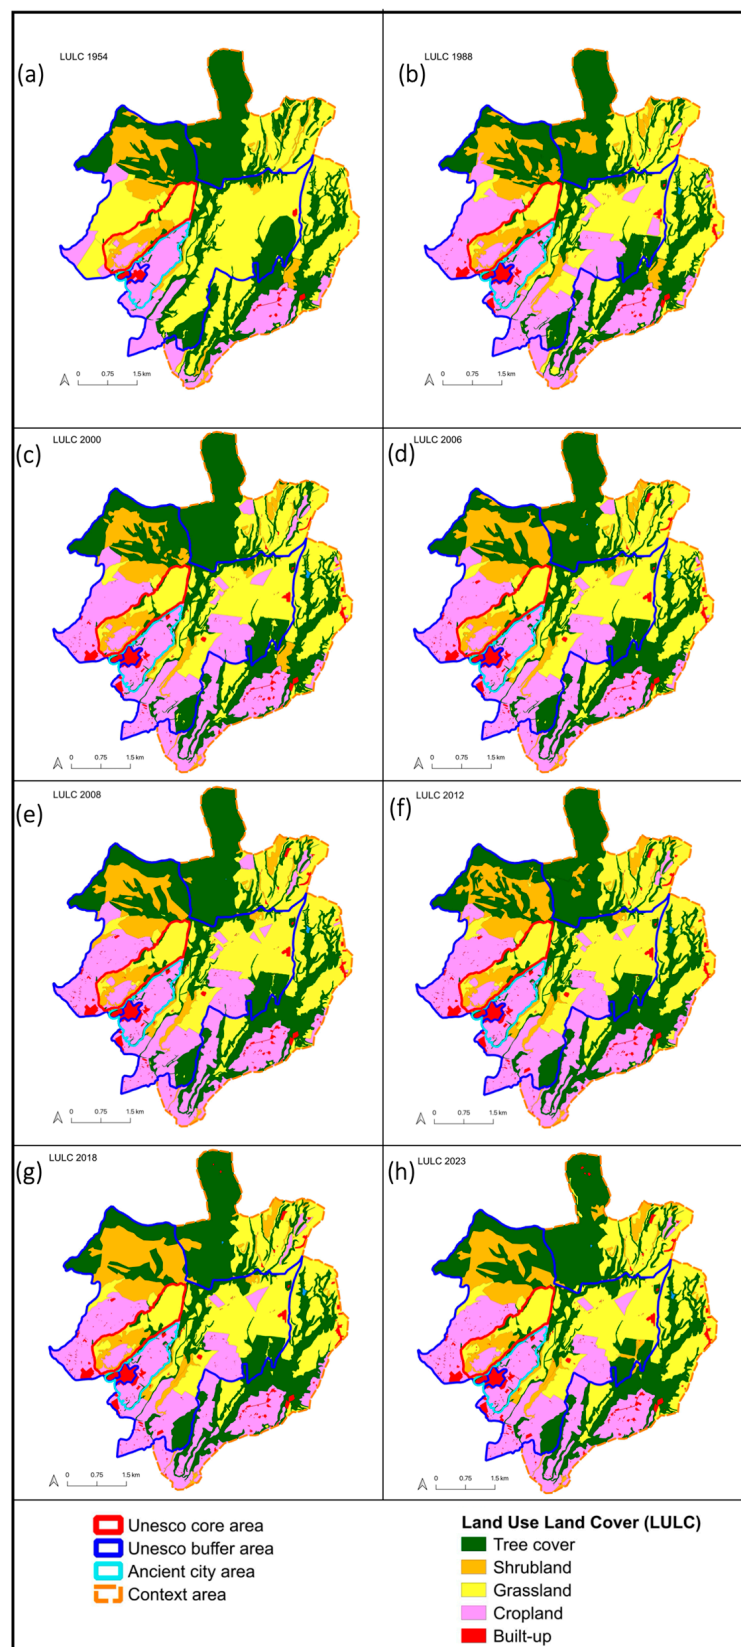 (a) LULC 1954
0 0.75 1.5 km
(b) LULC 1988
0 0.75 1.5 km
(c) LULC 2000
0 0.75 1.5 km
(d) LULC 2006
0 0.75 1.5 km
(e) LULC 2008
0 0.75 1.5 km
(f) LULC 2012
0 0.75 1.5 km
(g) LULC 2018
0 0.75 1.5 km
(h) LULC 2023
0 0.75 1.5 km
Unesco core area
Unesco buffer area
Ancient city area
Context area
Land Use Land Cover (LULC)
Tree cover
Shrubland
Grassland
Cropland
Built-up